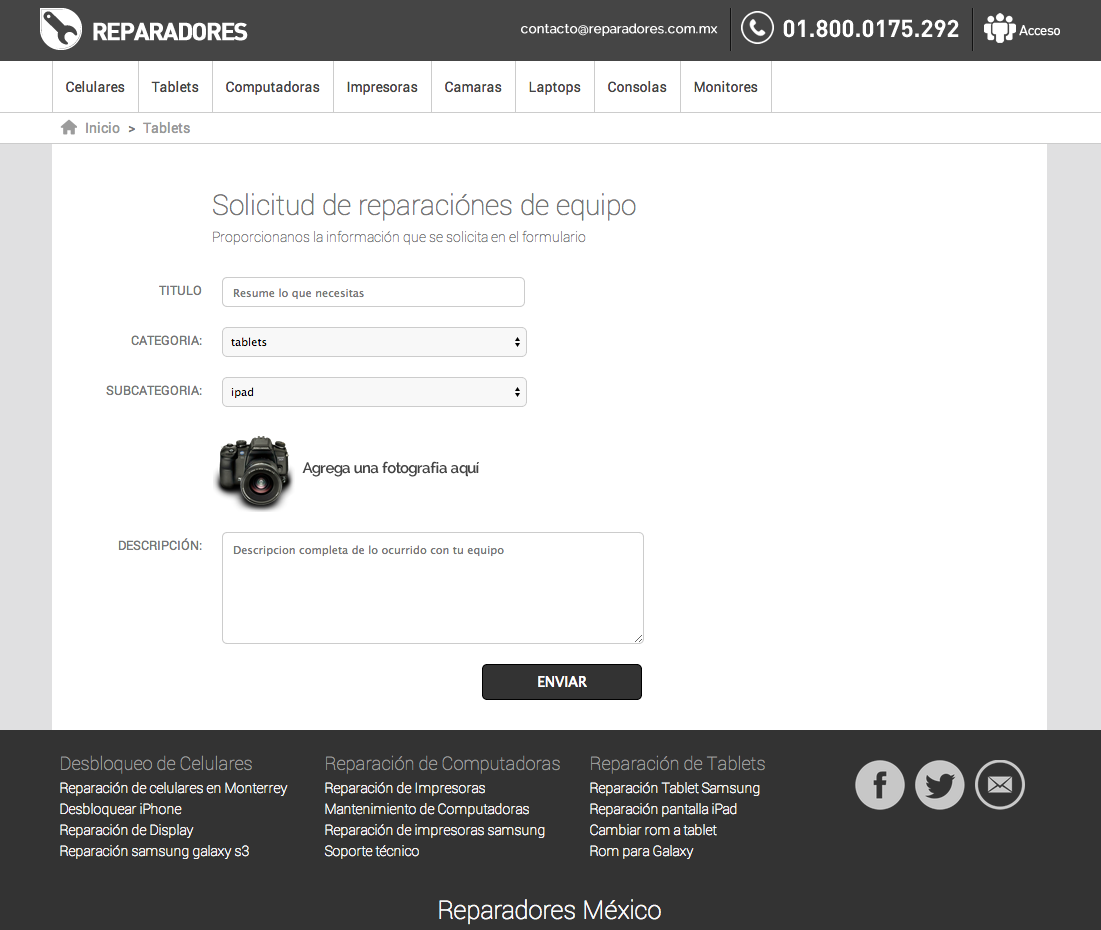 REPARADORES
contacto@reparadores.com.mx
01.800.0175.292
Acceso
Celulares
Tablets
Computadoras
Impresoras
Camaras
Laptops
Consolas
Monitores
Inicio > Tablets
Solicitud de reparaciónes de equipo
Proporcionanos la información que se solicita en el formulario
TITULO
Resume lo que necesitas
CATEGORIA:
tablets
SUBCATEGORIA:
ipad
Agrega una fotografia aquí
DESCRIPCIÓN:
Descripcion completa de lo ocurrido con tu equipo
ENVIAR
Desbloqueo de Celulares
Reparación de celulares en Monterrey
Desbloquear iPhone
Reparación de Display
Reparación samsung galaxy s3
Reparación de Computadoras
Reparación de Impresoras
Mantenimiento de Computadoras
Reparación de impresoras samsung
Soporte técnico
Reparación de Tablets
Reparación Tablet Samsung
Reparación pantalla iPad
Cambiar rom a tablet
Rom para Galaxy
Reparadores México